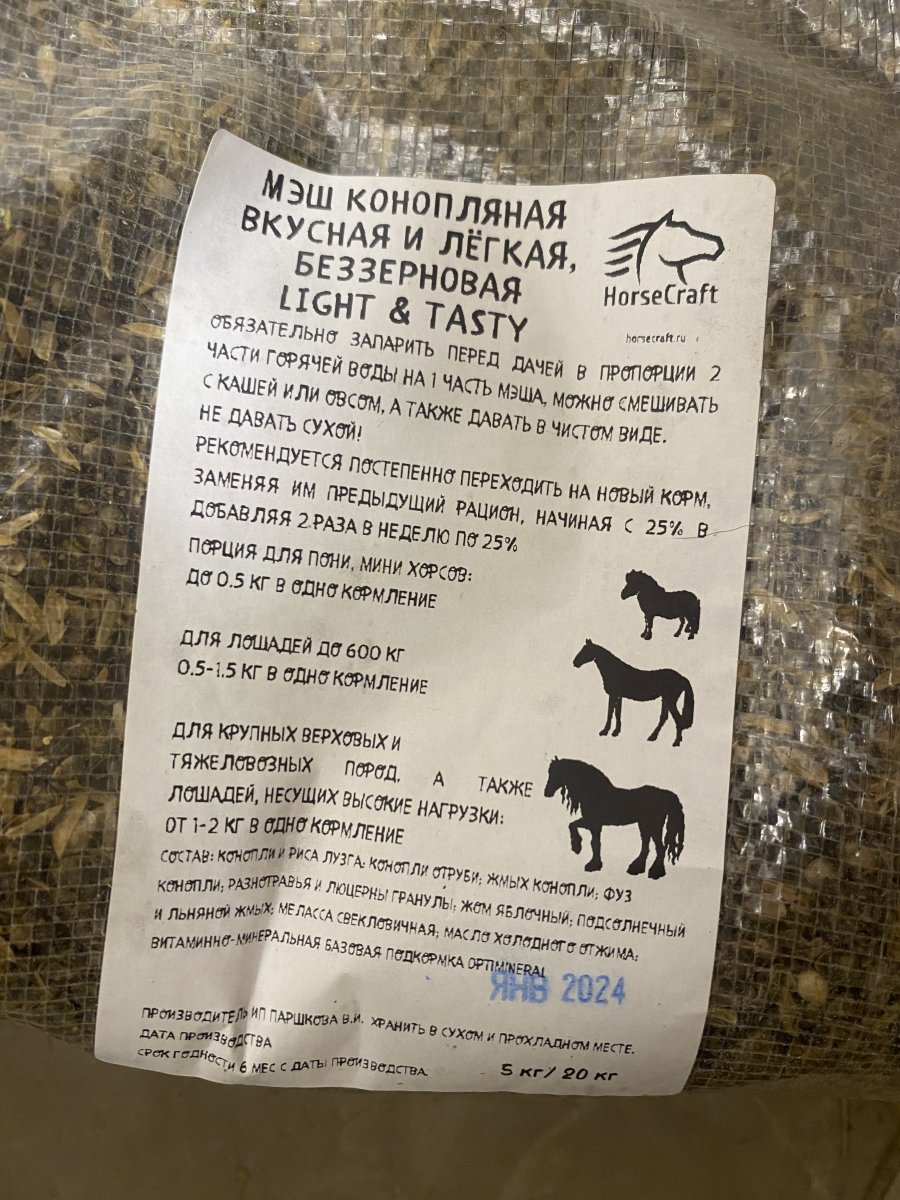 МЭШ КОНОПЛЯНАЯ
ВКУСНАЯ И ЛЁГКАЯ,
БЕЗЗЕРНОВАЯ
LIGHT & TASTY
HorseCraft
horsecraft.ru
ОБЯЗАТЕЛЬНО ЗАПАРИТЬ ПЕРЕД ДАЧЕЙ В ПРОПОРЦИИ 2
ЧАСТИ ГОРЯЧЕЙ ВОДЫ НА 1 ЧАСТЬ МЭША, МОЖНО СМЕШИВАТЬ
С КАШЕЙ ИЛИ ОВСОМ, А ТАКЖЕ ДАВАТЬ В ЧИСТОМ ВИДЕ.
НЕ ДАВАТЬ СУХОЙ!
РЕКОМЕНДУЕТСЯ ПОСТЕПЕННО ПЕРЕХОДИТЬ НА НОВЫЙ КОРМ,
ЗАМЕНЯЯ ИМ ПРЕДЫДУЩИЙ РАЦИОН, НАЧИНАЯ С 25% В
ДОБАВЛЯЯ 2 РАЗА В НЕДЕЛЮ ПО 25%
ПОРЦИЯ ДЛЯ ПОНИ, МИНИ ХОРСОВ:
ДО 0.5 КГ В ОДНО КОРМЛЕНИЕ
ДЛЯ ЛОШАДЕЙ ДО 600 КГ
0.5-1.5 КГ В ОДНО КОРМЛЕНИЕ
ДЛЯ КРУПНЫХ ВЕРХОВЫХ И
ТЯЖЕЛОВОЗНЫХ ПОРОД, А ТАКЖЕ
ЛОШАДЕЙ, НЕСУЩИХ ВЫСОКИЕ НАГРУЗКИ:
ОТ 1-2 КГ В ОДНО КОРМЛЕНИЕ
СОСТАВ: КОНОПЛИ И РИСА ЛУЗГА; КОНОПЛИ ОТРУБИ; ЖМЫХ КОНОПЛИ; ФУЗ
КОНОПЛИ; РАЗНОТРАВЬЯ И ЛЮЦЕРНЫ ГРАНУЛЫ; ЖОМ ЯБЛОЧНЫЙ; ПОДСОЛНЕЧНЫЙ
И ЛЬНЯНОЙ ЖМЫХ; МЕЛАССА СВЕКЛОВИЧНАЯ; МАСЛО ХОЛОДНОГО ОТЖИМА;
ВИТАМИННО-МИНЕРАЛЬНАЯ БАЗОВАЯ ПОДКОРМКА OPTIMINERAL
ЯНВ 2024
ПРОИЗВОДИТЕЛЬ ИП ПАРШКОВА В.И. ХРАНИТЬ В СУХОМ И ПРОХЛАДНОМ МЕСТЕ.
ДАТА ПРОИЗВОДСТВА
СРОК ГОДНОСТИ 6 МЕС С ДАТЫ ПРОИЗВОДСТВА
5 КГ/ 20 КГ